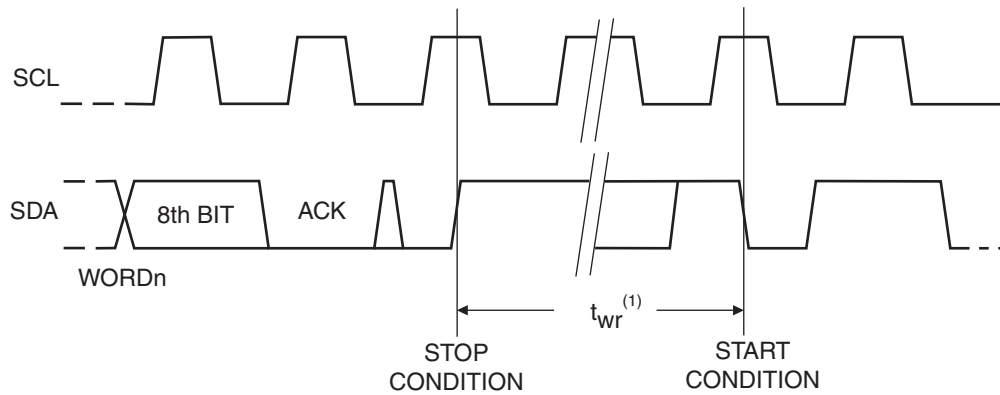 SCL
SDA
8th BIT
ACK
WORDn
twr(1)
STOP
CONDITION
START
CONDITION